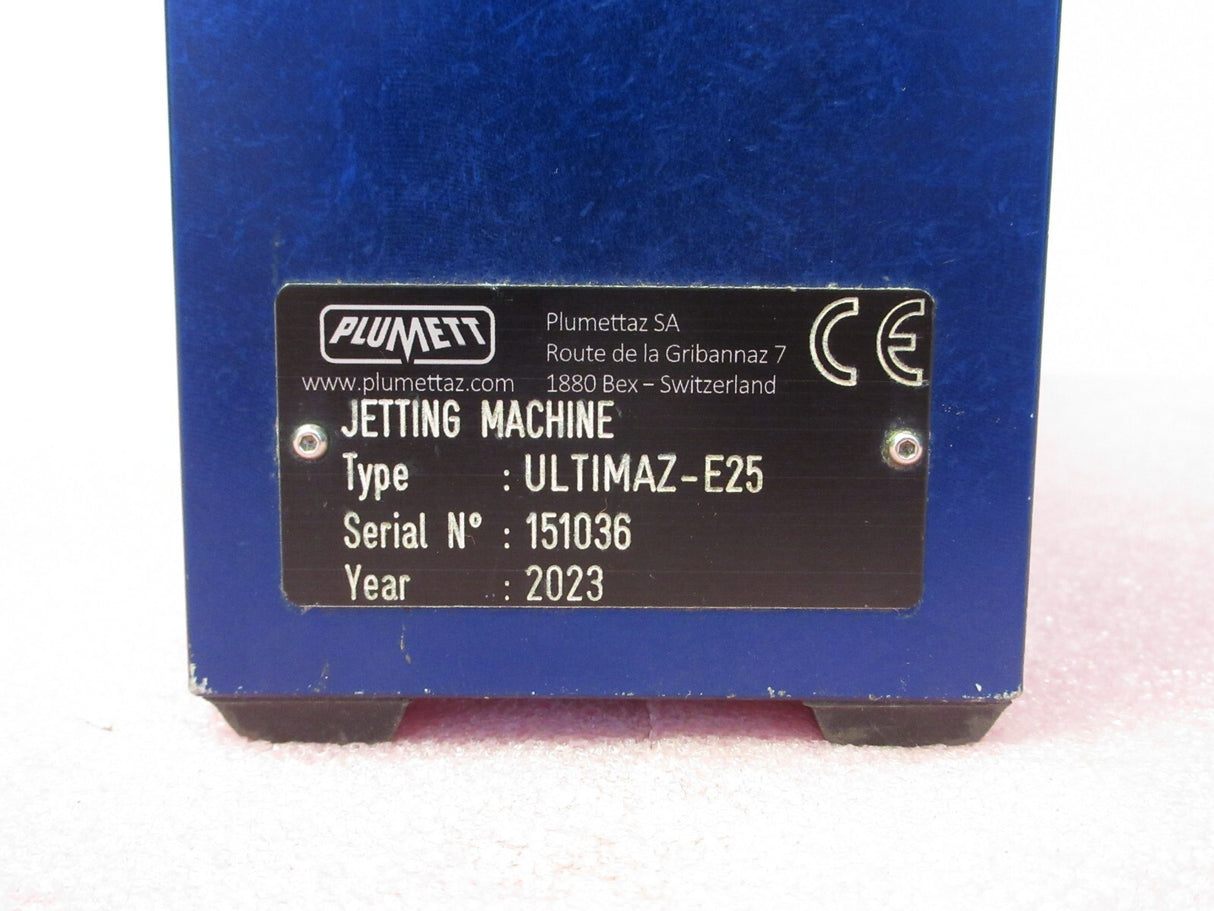 PLUMETT
www.plumettaz.com
Plumettaz SA
Route de la Gribannaz 7
1880 Bex – Switzerland
CE
JETTING MACHINE
Type : ULTIMAZ-E25
Serial N° : 151036
Year : 2023